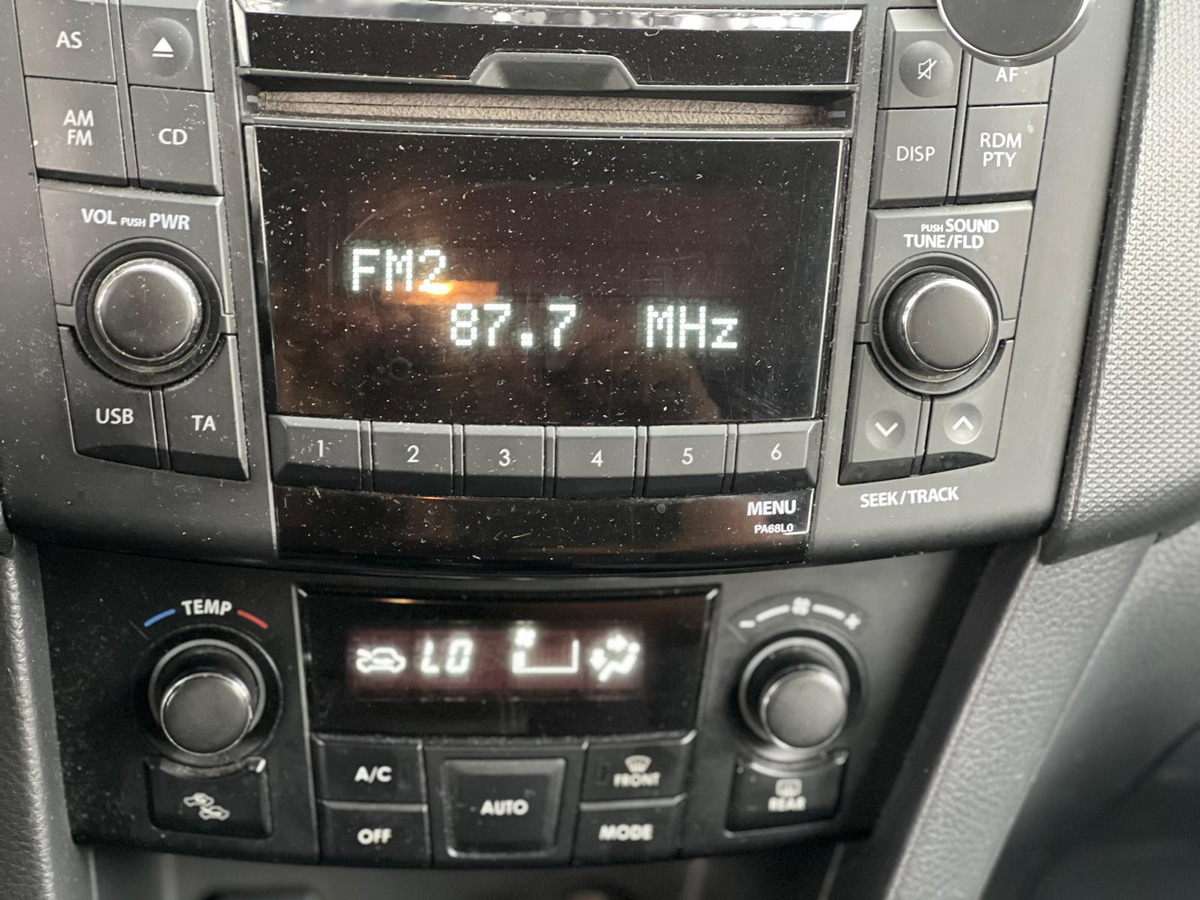 AS
AM
FM
CD
AF
DISP
RDM
PTY
VOL PUSH PWR
PUSH SOUND
TUNE/FLD
FM2
87.7 MHz
USB
TA
1 2 3 4 5 6
MENU
PA68L0
SEEK/TRACK
TEMP
LO
A/C
AUTO
FRONT
OFF
MODE
REAR